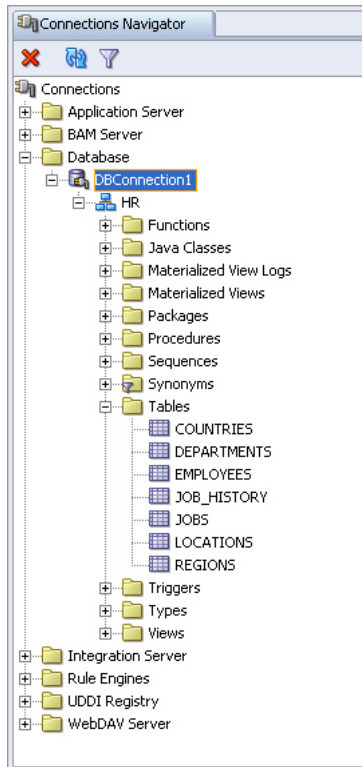 Connections Navigator
Connections
Application Server
BAM Server
Database
DBConnection1
HR
Functions
Java Classes
Materialized View Logs
Materialized Views
Packages
Procedures
Sequences
Synonyms
Tables
COUNTRIES
DEPARTMENTS
EMPLOYEES
JOB_HISTORY
JOBS
LOCATIONS
REGIONS
Triggers
Types
Views
Integration Server
Rule Engines
UDDI Registry
WebDAV Server